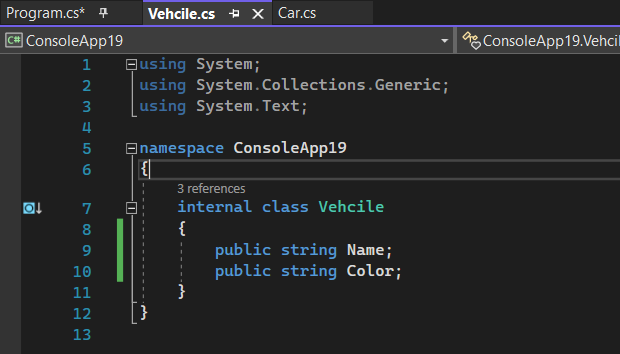 Program.cs*
Vehcile.cs
Car.cs
C# ConsoleApp19
ConsoleApp19.Vehcil
1 using System;
2 using System.Collections.Generic;
3 using System.Text;
4
5 namespace ConsoleApp19
6 {
3 references
7 internal class Vehcile
8 {
9 public string Name;
10 public string Color;
11 }
12 }
13